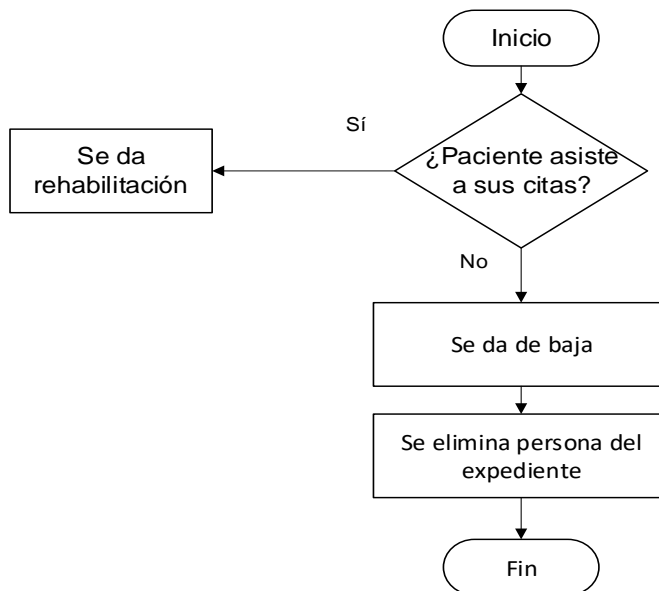 Inicio
Sí
¿Paciente asiste
a sus citas?
Se da
rehabilitación
No
Se da de baja
Se elimina persona del
expediente
Fin